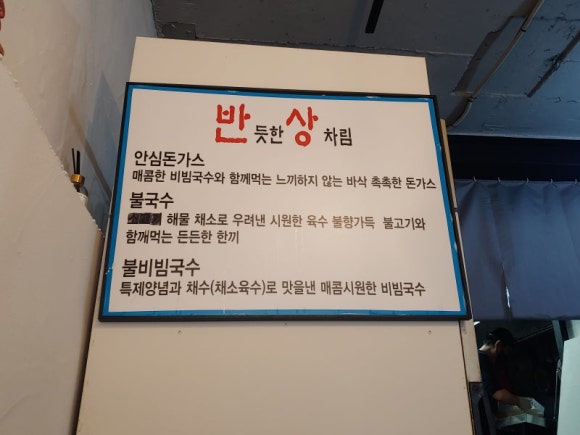 반듯한 상차림
안심돈가스
매콤한 비빔국수와 함께먹는 느끼하지 않는 바삭 촉촉한 돈가스
불국수
해물 채소로 우려낸 시원한 육수 불향가득 불고기와
함깨먹는 든든한 한끼
불비빔국수
특제양념과 채수(채소육수)로 맛을낸 매콤시원한 비빔국수